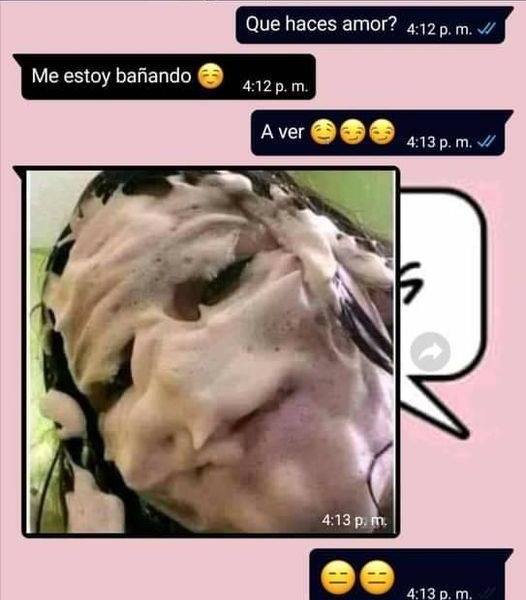 Que haces amor? 4:12 p. m.
Me estoy bañando ☺️ 4:12 p. m.
A ver 🤤😏😏 4:13 p. m.
4:13 p. m.
😑😑 4:13 p. m.